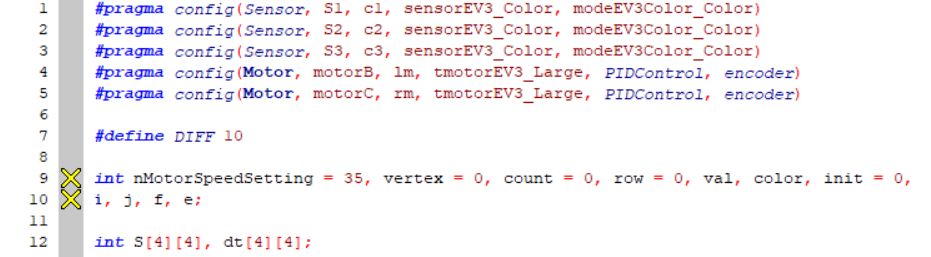 1 #pragma config(Sensor, S1, c1, sensorEV3_Color, modeEV3Color_Color)
2 #pragma config(Sensor, S2, c2, sensorEV3_Color, modeEV3Color_Color)
3 #pragma config(Sensor, S3, c3, sensorEV3_Color, modeEV3Color_Color)
4 #pragma config(Motor, motorB, lm, tmotorEV3_Large, PIDControl, encoder)
5 #pragma config(Motor, motorC, rm, tmotorEV3_Large, PIDControl, encoder)
6
7 #define DIFF 10
8
9 int nMotorSpeedSetting = 35, vertex = 0, count = 0, row = 0, val, color, init = 0,
10 i, j, f, e;
11
12 int S[4][4], dt[4][4];